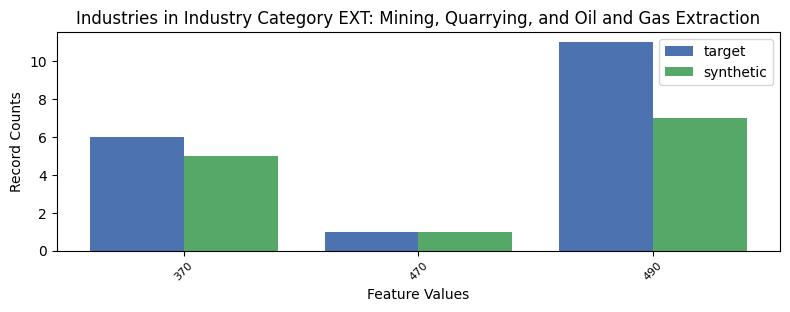 Industries in Industry Category EXT: Mining, Quarrying, and Oil and Gas Extraction
target
synthetic
Record Counts
10
8
6
4
2
0
370
470
490
Feature Values